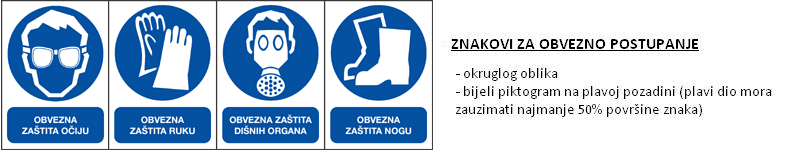 OBVEZNA
ZAŠTITA OČIJU
OBVEZNA
ZAŠTITA RUKU
OBVEZNA ZAŠTITA
DIŠNIH ORGANA
OBVEZNA
ZAŠTITA NOGU
ZNAKOVI ZA OBVEZNO POSTUPANJE
- okruglog oblika
- bijeli piktogram na plavoj pozadini (plavi dio mora
zauzimati najmanje 50% površine znaka)